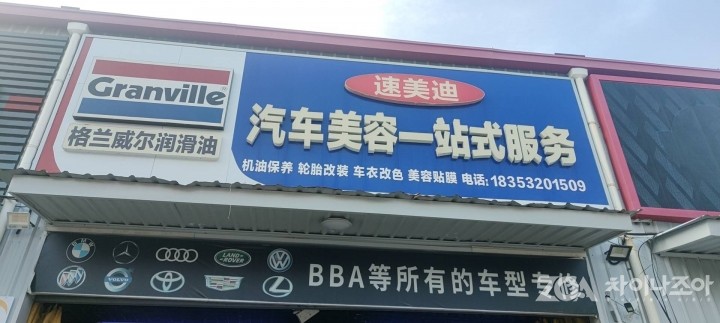 Granville
格兰威尔润滑油
速美迪
汽车美容一站式服务
机油保养 轮胎改装 车衣改色 美容贴膜 电话:18353201509
LAND ROVER
VOLVO
BBA等所有的车型
차이나조아